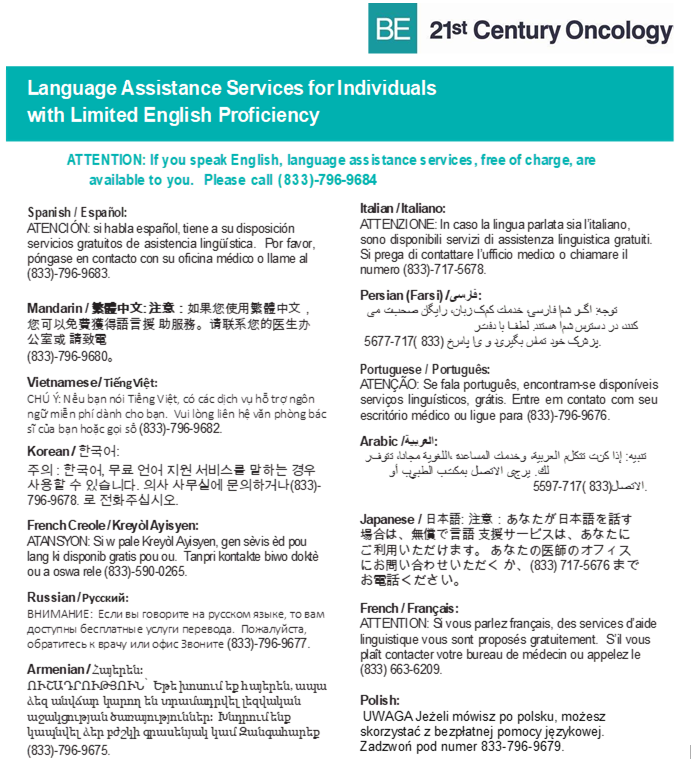 BE 21st Century Oncology
Language Assistance Services for Individuals
with Limited English Proficiency
ATTENTION: If you speak English, language assistance services, free of charge, are
available to you. Please call (833)-796-9684
Spanish / Español:
ATENCIÓN: si habla español, tiene a su disposición
servicios gratuitos de asistencia lingüística. Por favor,
póngase en contacto con su oficina médico o llame al
(833)-796-9683.
Mandarin / 繁體中文: 注意：如果您使用繁體中文，
您可以免費獲得語言援 助服務。请联系您的医生办
公室或 請致電
(833)-796-9680。
Vietnamese/ Tiếng Việt:
CHÚ Ý: Nếu bạn nói Tiếng Việt, có các dịch vụ hỗ trợ ngôn
ngữ miễn phí dành cho bạn. Vui lòng liên hệ văn phòng bác
sĩ của bạn hoặc gọi số (833)-796-9682.
Korean / 한국어:
주의 : 한국어, 무료 언어 지원 서비스를 말하는 경우
사용할 수 있습니다. 의사 사무실에 문의하거나(833)-
796-9678. 로 전화주십시오.
French Creole / Kreyòl Ayisyen:
ATANSYON: Si w pale Kreyòl Ayisyen, gen sèvis èd pou
lang ki disponib gratis pou ou. Tanpri kontakte biwo doktè
ou a oswa rele (833)-590-0265.
Russian / Русский:
ВНИМАНИЕ: Если вы говорите на русском языке, то вам
доступны бесплатные услуги перевода. Пожалуйста,
обратитесь к врачу или офис Звоните (833)-796-9677.
Armenian / Հայերեն:
ՈՒՇԱԴՐՈՒԹՅՈՒՆ՝ Եթե խոսում եք հայերեն, ապա
ձեզ անվճար կարող են տրամադրվել լեզվական
աջակցության ծառայություններ: Խնդրում ենք
կապնվել ձեր բժշկի գրասենյակ կամ Զանգահարեք
(833)-796-9675.
Italian / Italiano:
ATTENZIONE: In caso la lingua parlata sia l'italiano,
sono disponibili servizi di assistenza linguistica gratuiti.
Si prega di contattare l'ufficio medico o chiamare il
numero (833)-717-5678.
Persian (Farsi) / فارسی:
توجه: اگر شما فارسی، خدمات کمک زبان، رایگان صحبت می
کنند، در دسترس شما هستند. لطفا با دفتر
پزشک خود تماس بگیرید و یا پاسخ (833 )717-5677.
Portuguese / Português:
ATENÇÃO: Se fala português, encontram-se disponíveis
serviços linguísticos, grátis. Entre em contato com seu
escritório médico ou ligue para (833)-796-9676.
Arabic / العربية:
تنبيه: إذا كنت تتكلم العربية، وخدمات المساعدة اللغوية، مجانا، تتوفر
لك. يرجى الاتصل بمكتب الطبيب أو
الاتصل(833 )717-5597.
Japanese / 日本語: 注意：あなたが日本語を話す
場合は、無償で言語 支援サービスは、あなたに
ご利用いただけます。 あなたの医師のオフィス
にお問い合わせいただく か、(833) 717-5676 まで
お電話ください。
French / Français:
ATTENTION: Si vous parlez français, des services d'aide
linguistique vous sont proposés gratuitement. S'il vous
plaît contacter votre bureau de médecin ou appelez le
(833) 663-6209.
Polish:
UWAGA Jeżeli mówisz po polsku, możesz
skorzystać z bezpłatnej pomocy językowej.
Zadzwoń pod numer 833-796-9679.